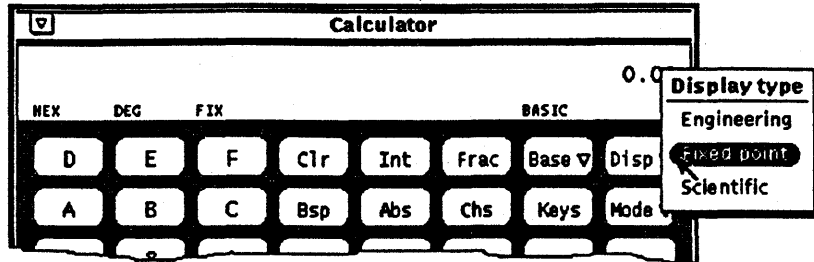 Calculator
0.0
Display type
HEX DEG FIX BASIC
Engineering
D E F Clr Int Frac Base Disp
Fixed point
A B C Bsp Abs Chs Keys Mode
Scientific